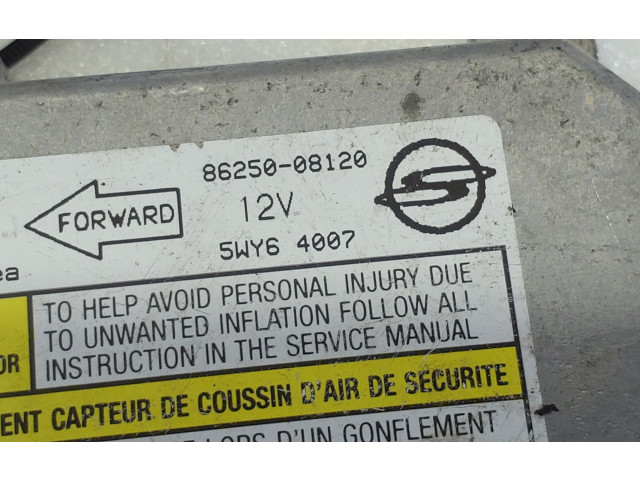 86250-08120
FORWARD
12V
5WY6 4007
ea
TO HELP AVOID PERSONAL INJURY DUE
TO UNWANTED INFLATION FOLLOW ALL
OR
INSTRUCTION IN THE SERVICE MANUAL
ENT CAPTEUR DE COUSSIN D'AIR DE SÉCURITE
LORS D'UN GONFLEMENT